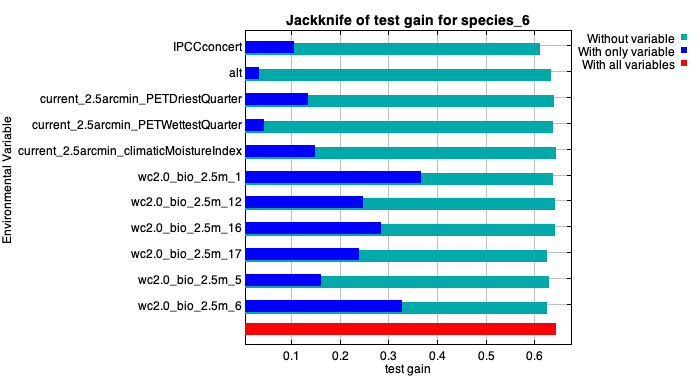 Jackknife of test gain for species_6
Without variable
With only variable
With all variables
Environmental Variable
IPCCconcert
alt
current_2.5arcmin_PETDriestQuarter
current_2.5arcmin_PETWettestQuarter
current_2.5arcmin_climaticMoistureIndex
wc2.0_bio_2.5m_1
wc2.0_bio_2.5m_12
wc2.0_bio_2.5m_16
wc2.0_bio_2.5m_17
wc2.0_bio_2.5m_5
wc2.0_bio_2.5m_6
0.1 0.2 0.3 0.4 0.5 0.6
test gain